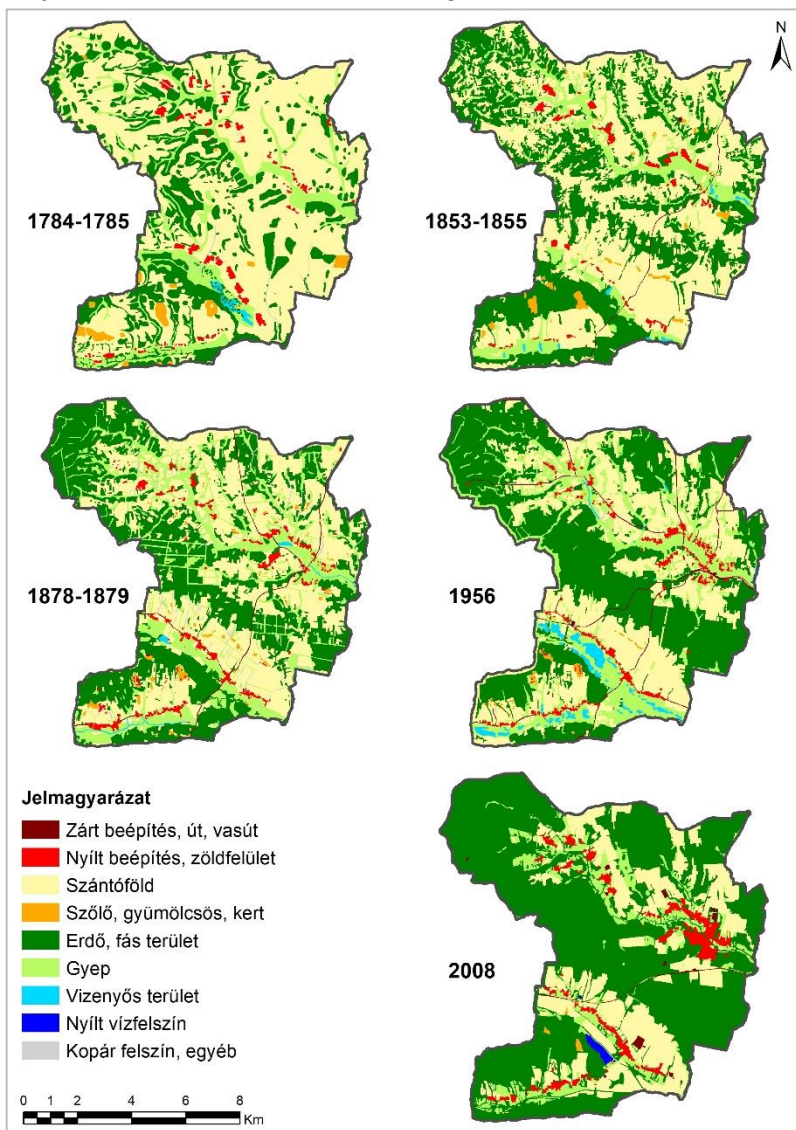 N
1784-1785
1853-1855
1878-1879
1956
Jelmagyarázat
Zárt beépítés, út, vasút
Nyílt beépítés, zöldfelület
Szántóföld
Szőlő, gyümölcsös, kert
Erdő, fás terület
Gyep
Vizenyős terület
Nyílt vízfelszín
Kopár felszín, egyéb
2008
0 1 2 4 6 8
Km